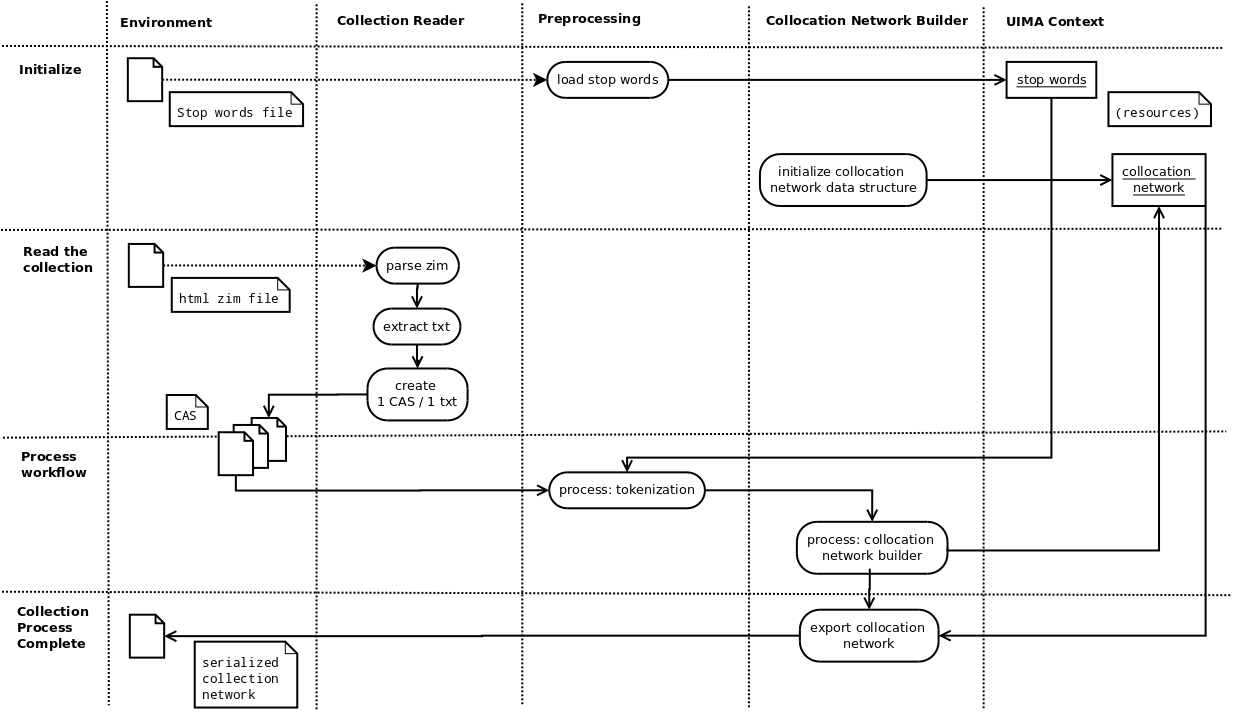 Environment
Collection Reader
Preprocessing
Collocation Network Builder
UIMA Context
Initialize
Stop words file
load stop words
stop words
(resources)
initialize collocation
network data structure
collocation
network
Read the
collection
html zim file
parse zim
extract txt
create
1 CAS / 1 txt
CAS
Process
workflow
process: tokenization
process: collocation
network builder
Collection
Process
Complete
serialized
collection
network
export collocation
network